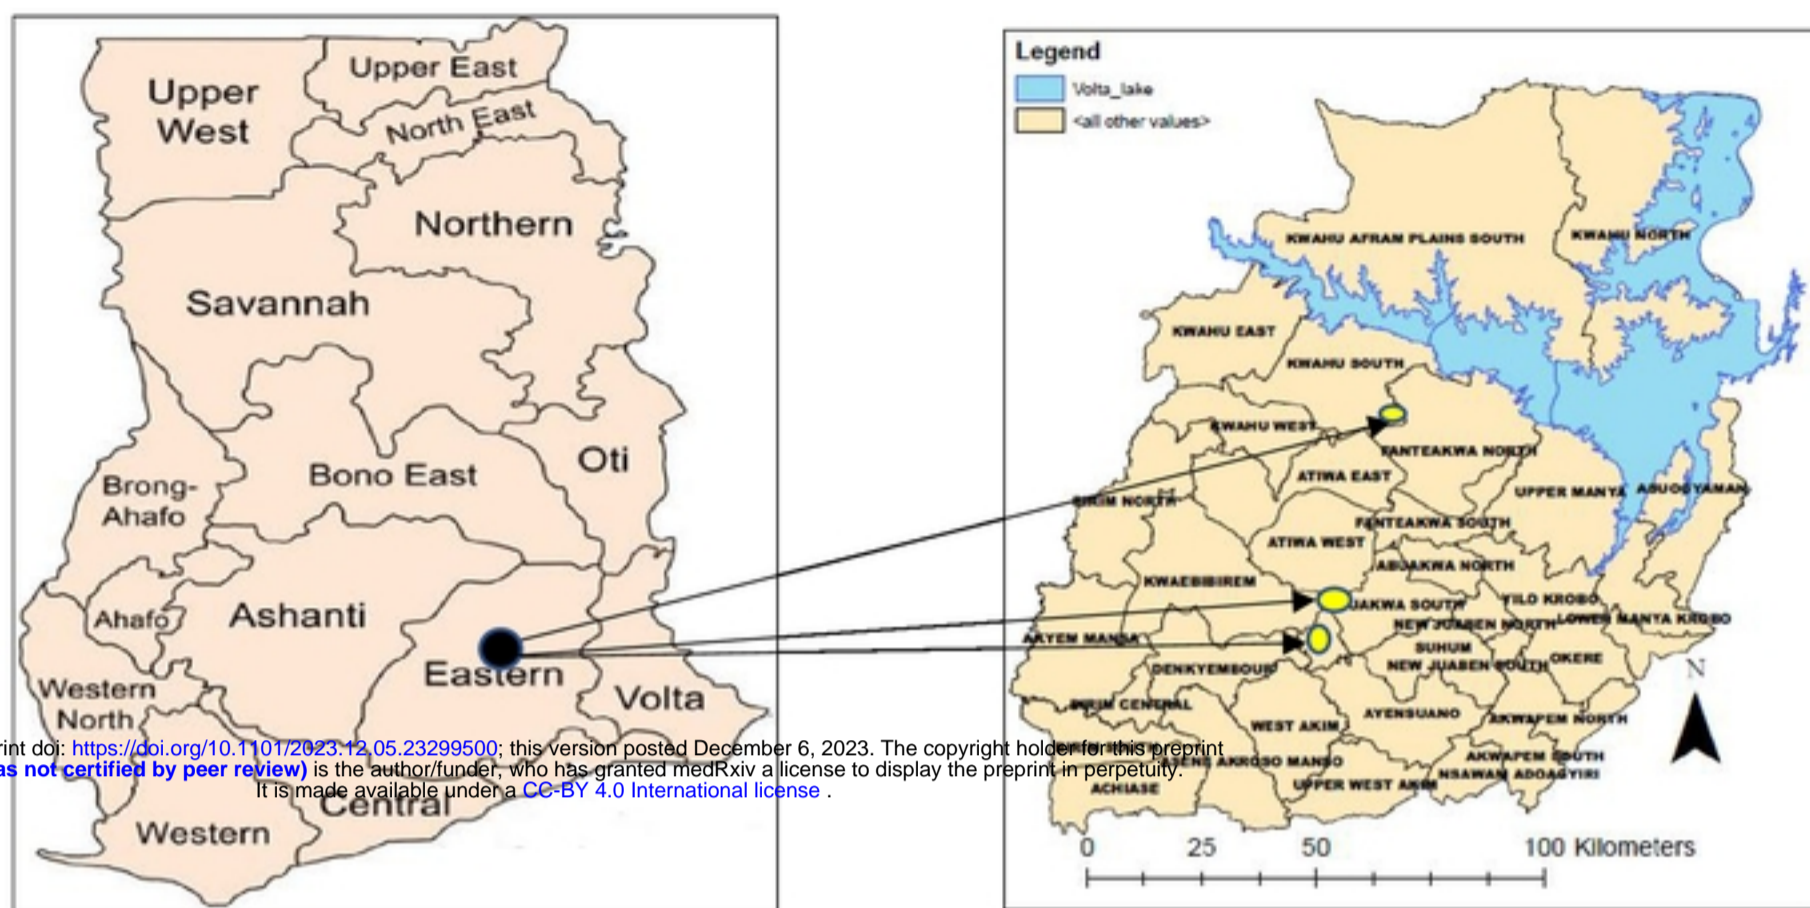 Upper East
Upper
West
North East
Northern
Savannah
Oti
Bono East
Brong-
Ahafo
Ashanti
Ahafo
Eastern
Western
North
Volta
Central
Western
rint doi: https://doi.org/10.1101/2023.12.05.23299500; this version posted December 6, 2023. The copyright holder for this preprint
as not certified by peer review) is the author/funder, who has granted medRxiv a license to display the preprint in perpetuity.
It is made available under a CC-BY 4.0 International license .
Legend
Volta_lake
<all other values>
KWAHU AFRAM PLAINS SOUTH
KWAHU NORTH
KWAHU EAST
KWAHU SOUTH
KWAHU WEST
FANTEAKWA NORTH
ATIWA EAST
UPPER MANYA
ASUOGYAMAN
BIRIM NORTH
FANTEAKWA SOUTH
ATIWA WEST
ABUAKWA NORTH
KWAEBIBIREM
JAKWA SOUTH
YILO KROBO
NEW JUABEN NORTH
LOWER MANYA KROBO
AKYEM MANSA
SUHUM
OKERE
DENKYEMBOUR
NEW JUABEN SOUTH
N
BIRIM CENTRAL
AYENSUANO
AKWAPEM NORTH
WEST AKIM
ASENE AKROSO MANSO
AKWAPEM SOUTH
NSAWAM ADOAGYIRI
ACHIASE
UPPER WEST AKIM
0 25 50 100 Kilometers